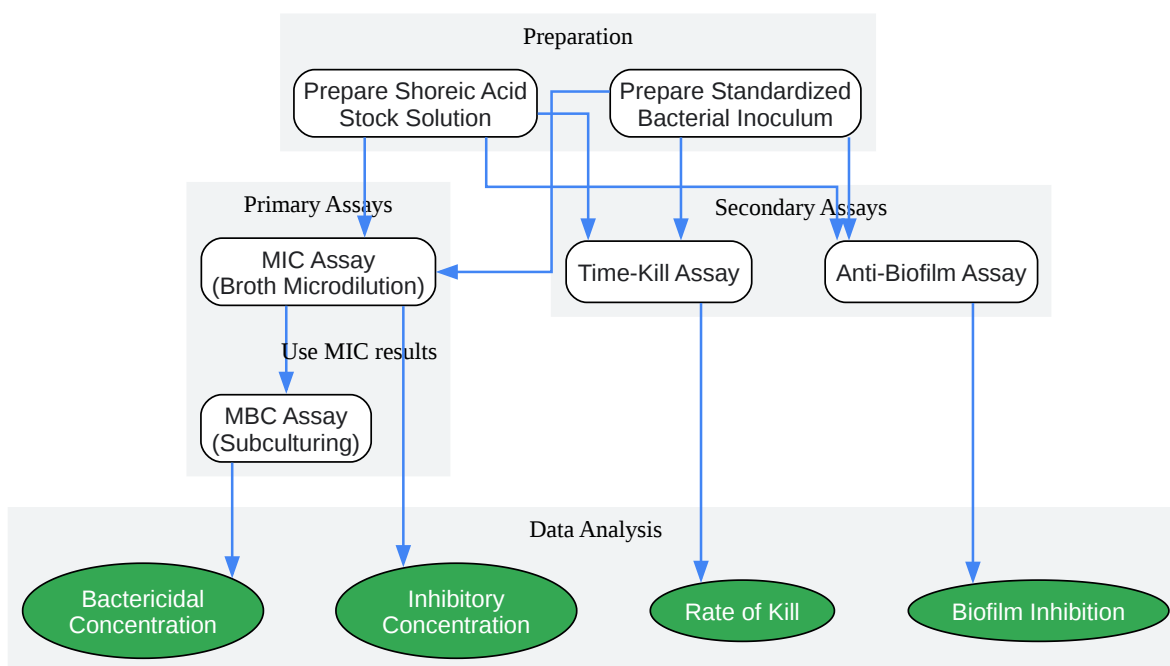 Preparation
Prepare Shoreic Acid
Stock Solution
Prepare Standardized
Bacterial Inoculum
Primary Assays
Secondary Assays
MIC Assay
(Broth Microdilution)
Time-Kill Assay
Anti-Biofilm Assay
Use MIC results
MBC Assay
(Subculturing)
Data Analysis
Bactericidal
Concentration
Inhibitory
Concentration
Rate of Kill
Biofilm Inhibition